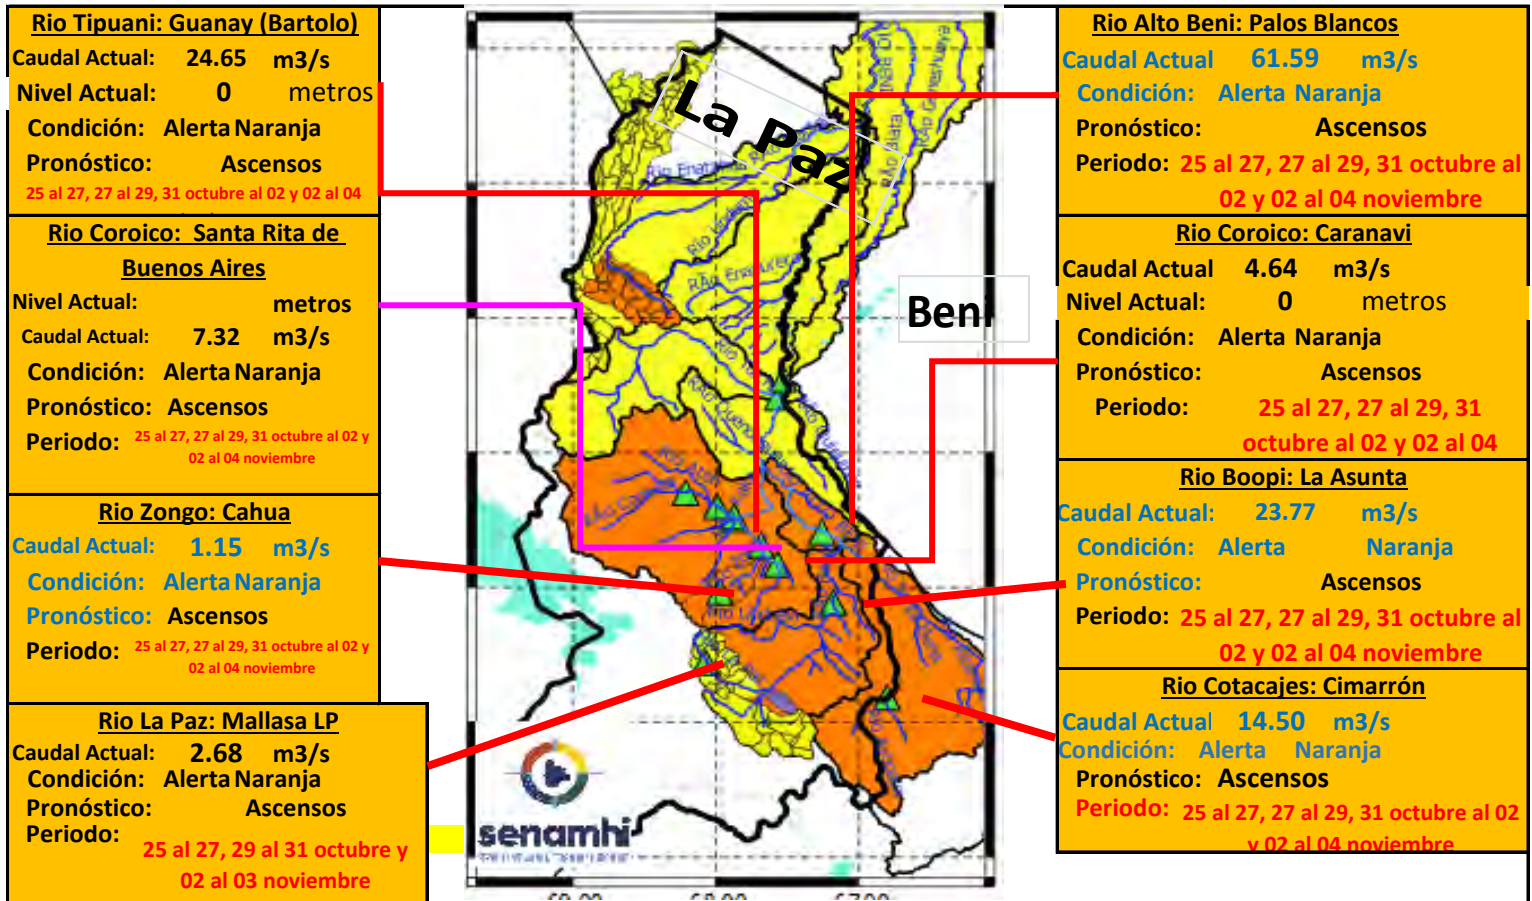 Rio Tipuani: Guanay (Bartolo)
Caudal Actual: 24.65 m3/s
Nivel Actual: 0 metros
Condición: Alerta Naranja
Pronóstico: Ascensos
25 al 27, 27 al 29, 31 octubre al 02 y 02 al 04
Rio Coroico: Santa Rita de
Buenos Aires
Nivel Actual: metros
Caudal Actual: 7.32 m3/s
Condición: Alerta Naranja
Pronóstico: Ascensos
Periodo: 25 al 27, 27 al 29, 31 octubre al 02 y
02 al 04 noviembre
Rio Zongo: Cahua
Caudal Actual: 1.15 m3/s
Condición: Alerta Naranja
Pronóstico: Ascensos
Periodo: 25 al 27, 27 al 29, 31 octubre al 02 y
02 al 04 noviembre
Rio La Paz: Mallasa LP
Caudal Actual: 2.68 m3/s
Condición: Alerta Naranja
Pronóstico: Ascensos
Periodo:
25 al 27, 29 al 31 octubre y
02 al 03 noviembre
La Paz
Beni
senamhi
Rio Alto Beni: Palos Blancos
Caudal Actual 61.59 m3/s
Condición: Alerta Naranja
Pronóstico: Ascensos
Periodo: 25 al 27, 27 al 29, 31 octubre al
02 y 02 al 04 noviembre
Rio Coroico: Caranavi
Caudal Actual 4.64 m3/s
Nivel Actual: 0 metros
Condición: Alerta Naranja
Pronóstico: Ascensos
Periodo: 25 al 27, 27 al 29, 31
octubre al 02 y 02 al 04
Rio Boopi: La Asunta
Caudal Actual: 23.77 m3/s
Condición: Alerta Naranja
Pronóstico: Ascensos
Periodo: 25 al 27, 27 al 29, 31 octubre al
02 y 02 al 04 noviembre
Rio Cotacajes: Cimarrón
Caudal Actual 14.50 m3/s
Condición: Alerta Naranja
Pronóstico: Ascensos
Periodo: 25 al 27, 27 al 29, 31 octubre al 02
y 02 al 04 noviembre